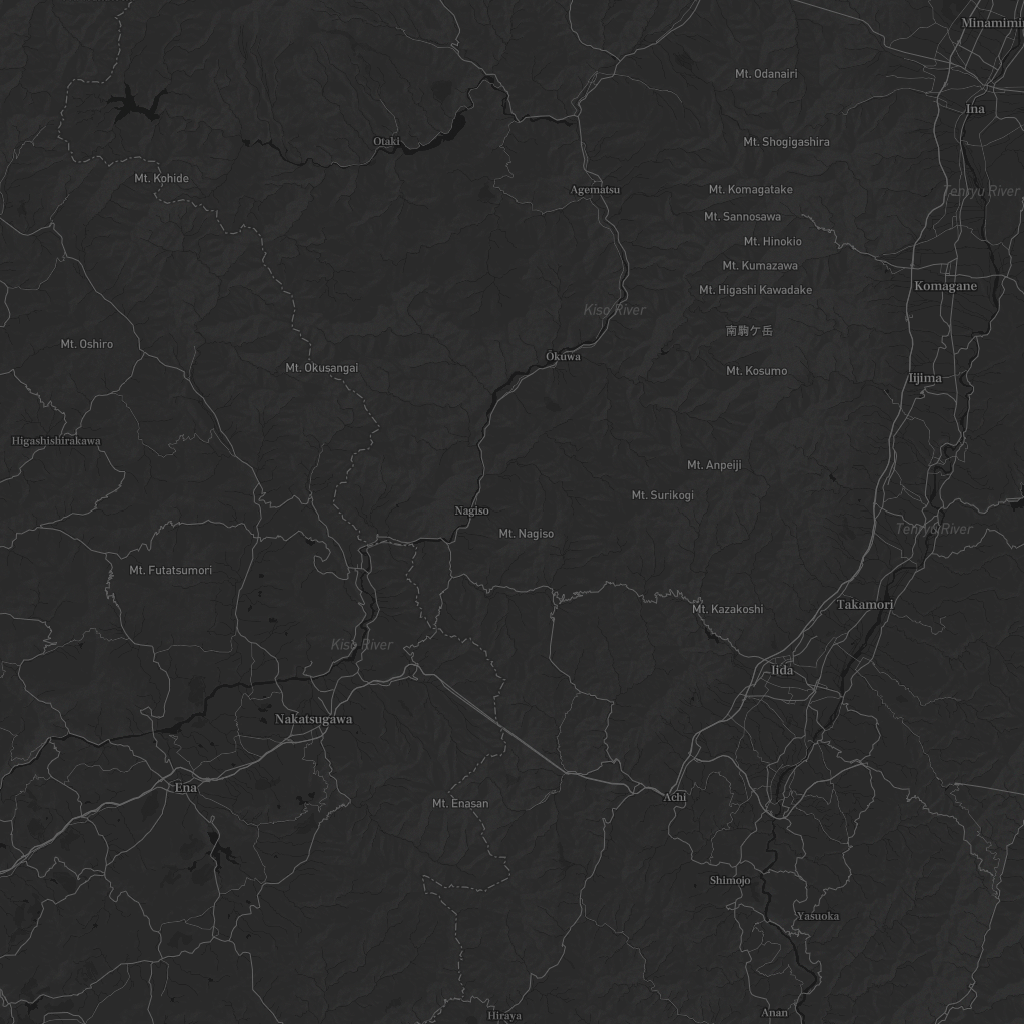 Minamimin
Mt. Odanairi
Ina
Otaki
Mt. Shogigashira
Mt. Kohide
Agematsu
Mt. Komagatake
Tenryu River
Mt. Sannosawa
Mt. Hinokio
Mt. Kumazawa
Komagane
Mt. Higashi Kawadake
Kiso River
南駒ケ岳
Mt. Oshiro
Ōkuwa
Mt. Okusangai
Mt. Kosumo
Iijima
Higashishirakawa
Mt. Anpeiji
Mt. Surikogi
Nagiso
Mt. Nagiso
Tenryu River
Mt. Futatsumori
Takamori
Mt. Kazakoshi
Kiso River
Iida
Nakatsugawa
Ena
Achi
Mt. Enasan
Shimojo
Yasuoka
Anan
Hiraya